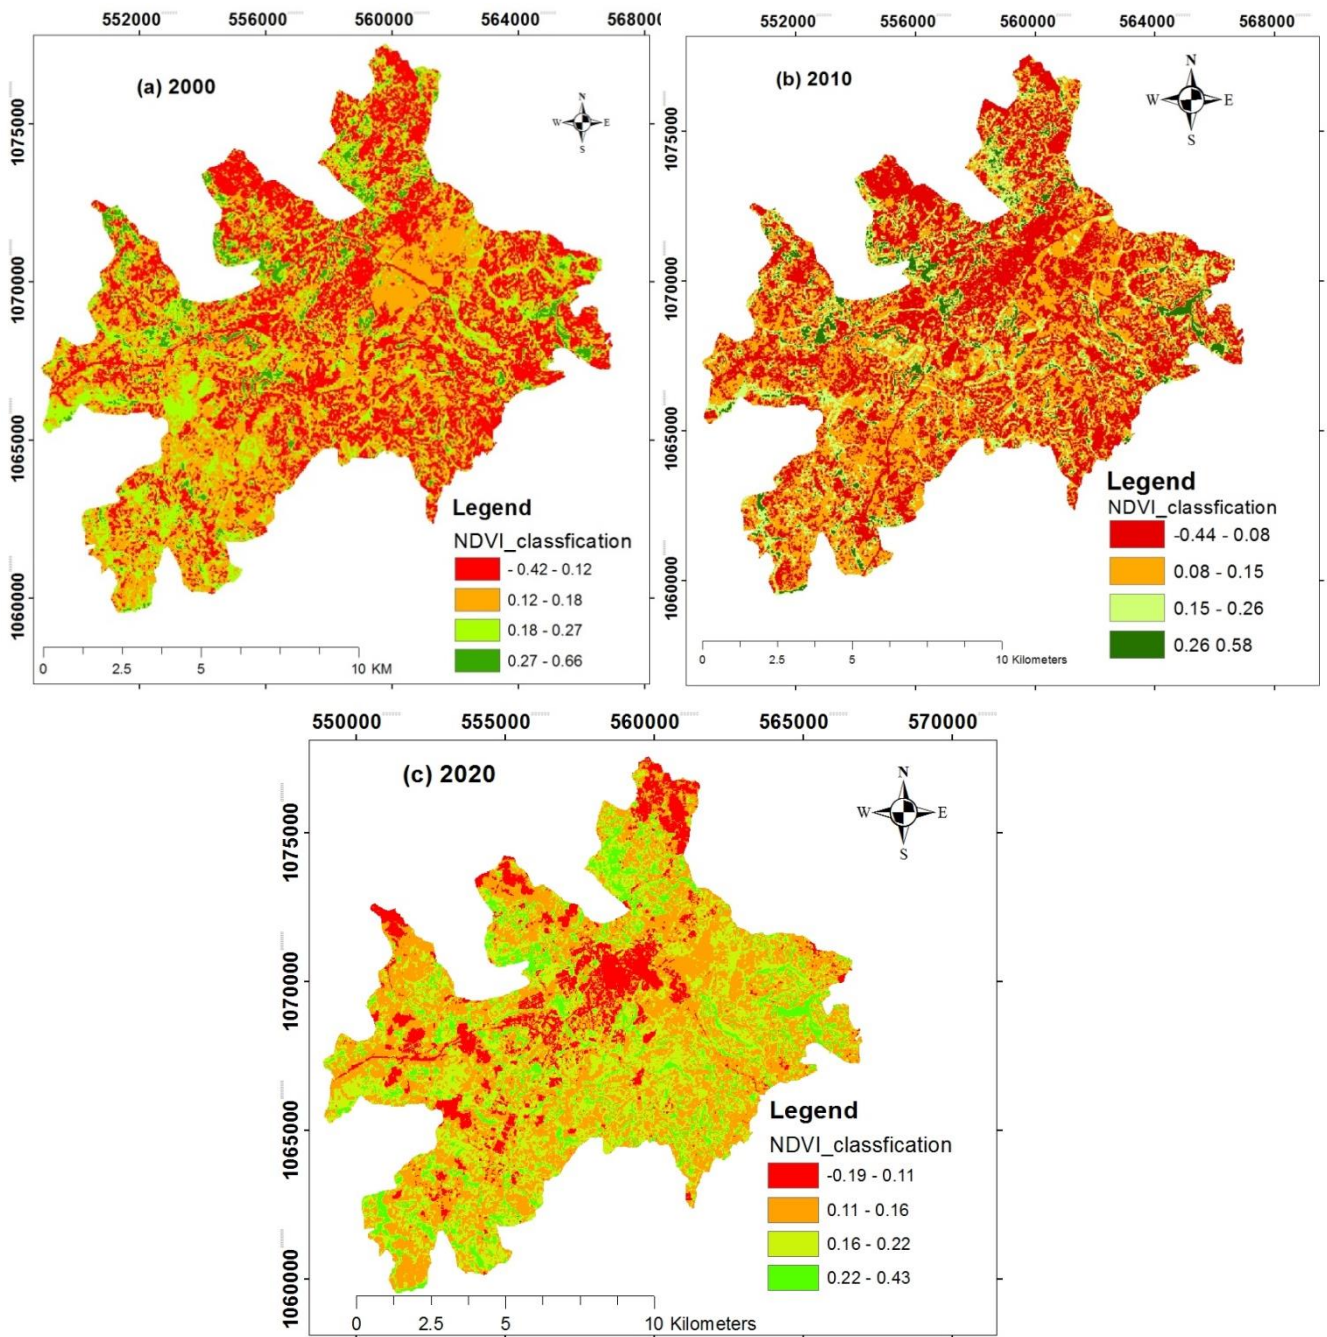 552000 556000 560000 564000 568000
(a) 2000
N
W E
S
1075000
1070000
1065000
1060000
Legend
NDVI_classfication
- 0.42 - 0.12
0.12 - 0.18
0.18 - 0.27
0.27 - 0.66
0 2.5 5 10 KM
552000 556000 560000 564000 568000
(b) 2010
N
W E
S
1075000
1070000
1065000
1060000
Legend
NDVI_classfication
-0.44 - 0.08
0.08 - 0.15
0.15 - 0.26
0.26 0.58
0 2.5 5 10 Kilometers
550000 555000 560000 565000 570000
(c) 2020
N
W E
S
1075000
1070000
1065000
1060000
Legend
NDVI_classfication
-0.19 - 0.11
0.11 - 0.16
0.16 - 0.22
0.22 - 0.43
0 2.5 5 10 Kilometers